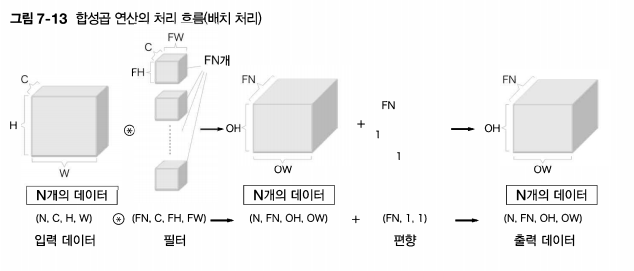 그림 7-13 합성곱 연산의 처리 흐름(배치 처리)
C
H
W
C
FW
FH
FN개
⊛
FN
OH
OW
+
FN
1
1
FN
OH
OW
N개의 데이터
N개의 데이터
N개의 데이터
(N, C, H, W) ⊛ (FN, C, FH, FW) → (N, FN, OH, OW) + (FN, 1, 1) → (N, FN, OH, OW)
입력 데이터 필터 편향 출력 데이터